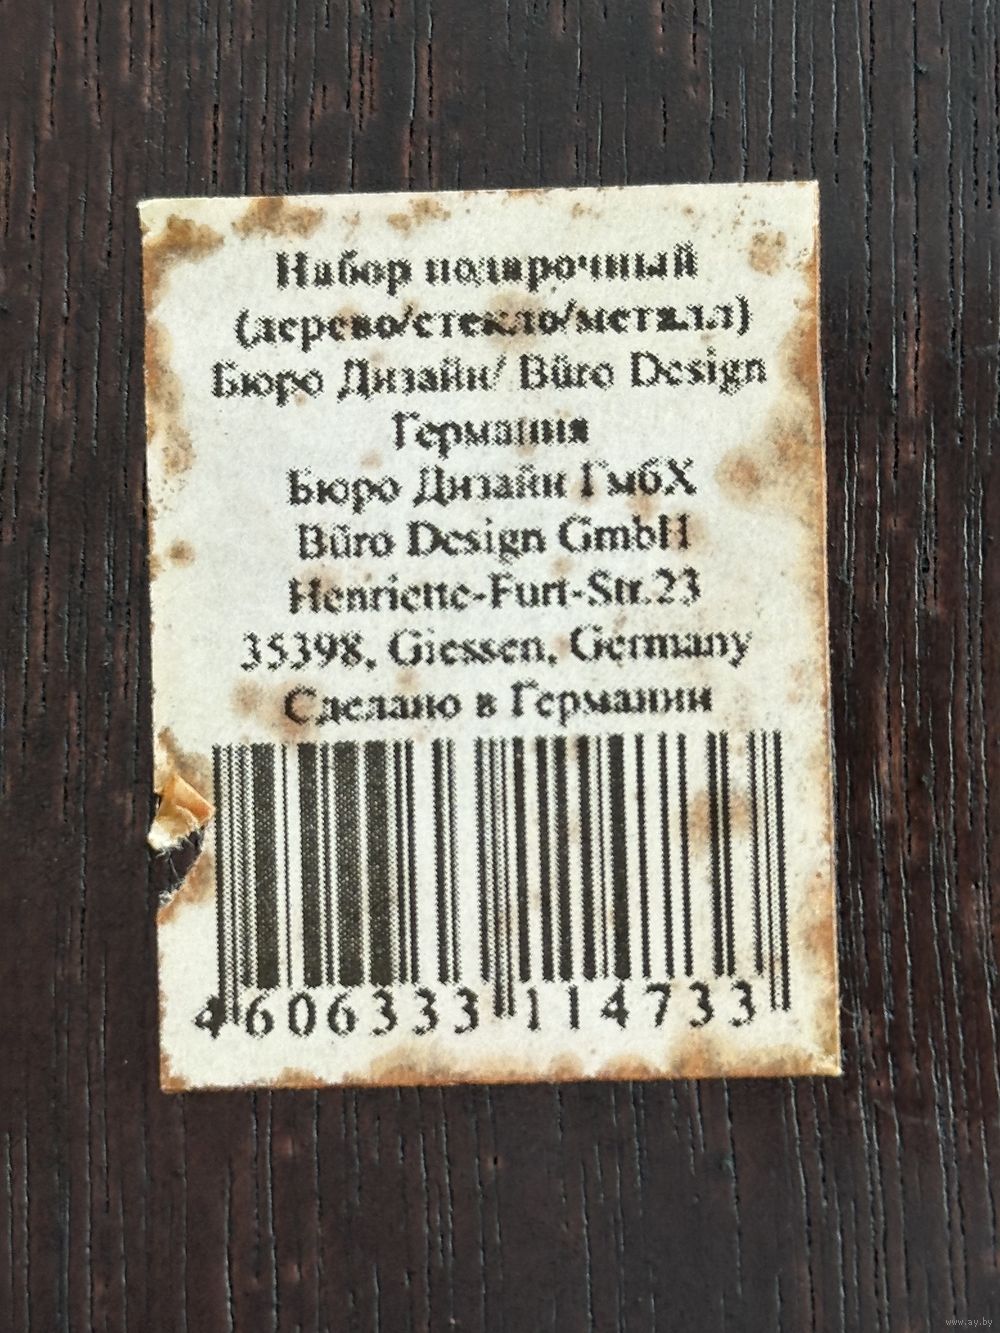 Набор подарочный
(дерево/стекло/металл)
Бюро Дизайн/ Büro Design
Германия
Бюро Дизайн ГмбХ
Büro Design GmbH
Henriette-Furt-Str.23
35398, Giessen, Germany
Сделано в Германии
4606333114733
www.ay.by